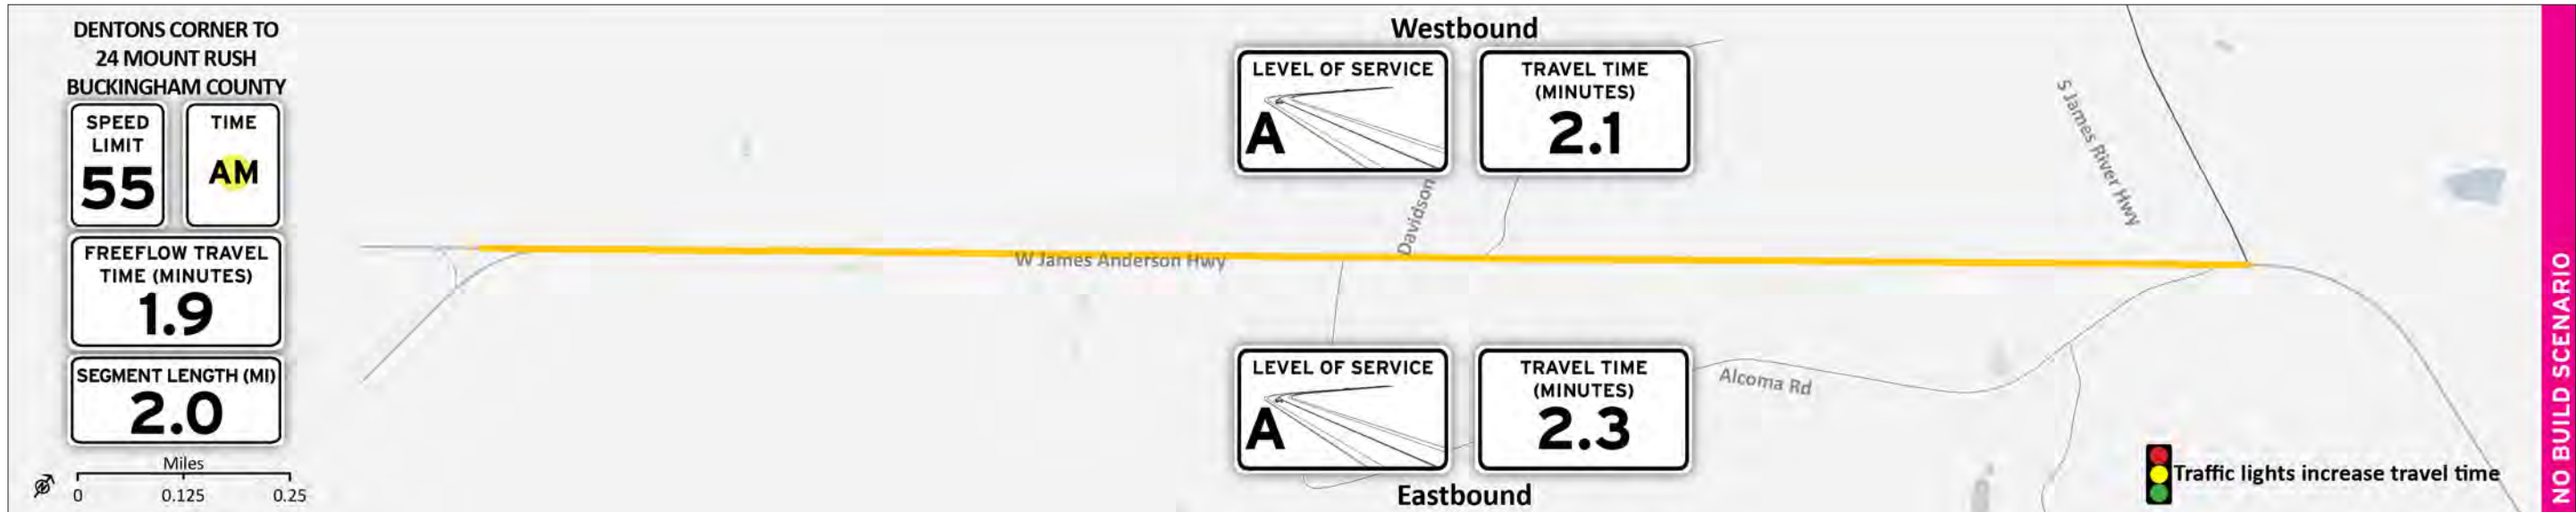 DENTONS CORNER TO
24 MOUNT RUSH
BUCKINGHAM COUNTY
SPEED
LIMIT
55
TIME
AM
FREEFLOW TRAVEL
TIME (MINUTES)
1.9
SEGMENT LENGTH (MI)
2.0
Miles
0 0.125 0.25
Westbound
LEVEL OF SERVICE
A
TRAVEL TIME
(MINUTES)
2.1
Davidson
W James Anderson Hwy
S James River Hwy
LEVEL OF SERVICE
A
TRAVEL TIME
(MINUTES)
2.3
Eastbound
Alcoma Rd
Traffic lights increase travel time
NO BUILD SCENARIO